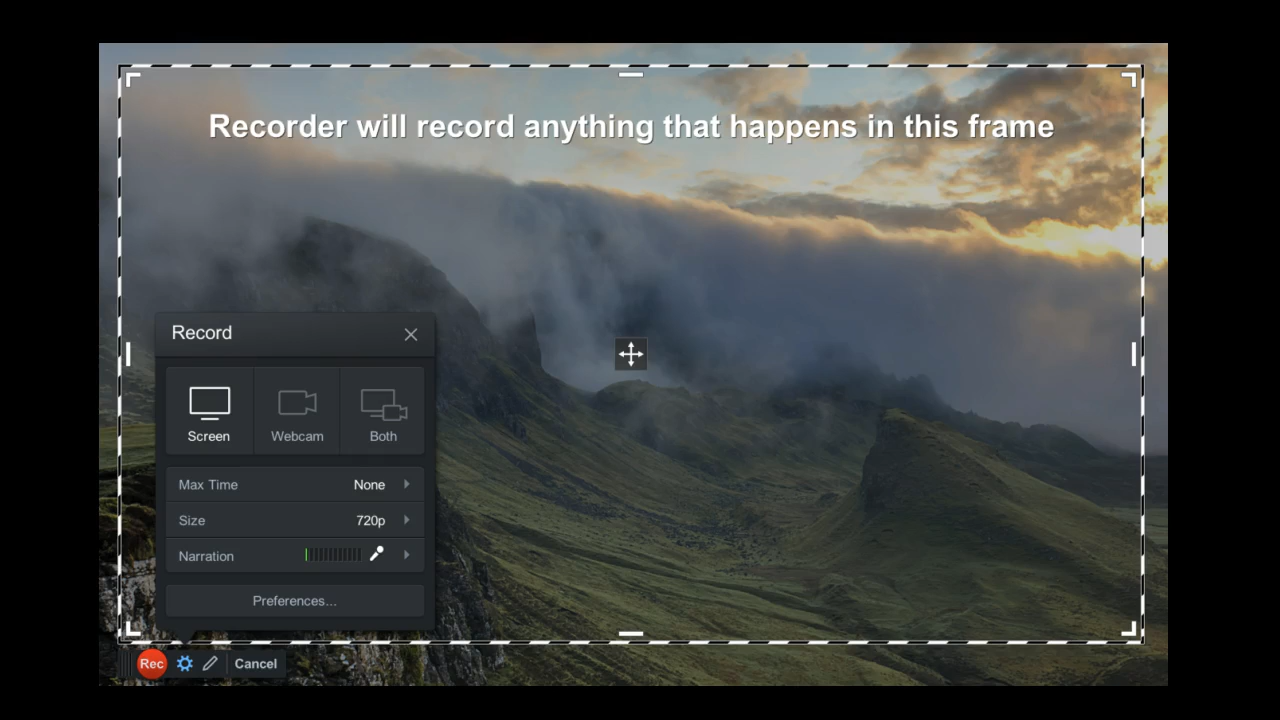 Recorder will record anything that happens in this frame
Record
Screen Webcam Both
Max Time None
Size 720p
Narration
Preferences...
Rec Cancel